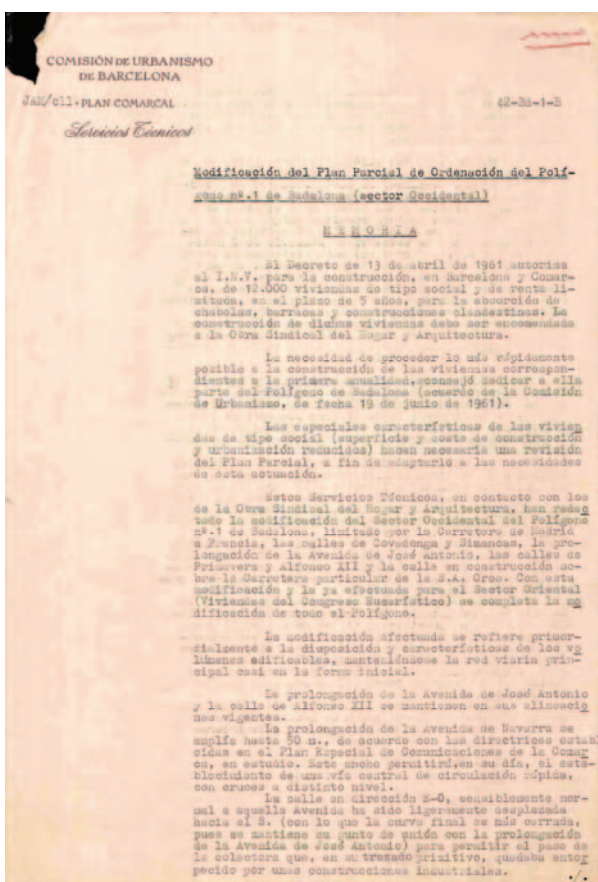 COMISIÓN DE URBANISMO
DE BARCELONA
JAM/cll.-PLAN COMARCAL
42-BB-1-B
Servicios Técnicos
Modificación del Plan Parcial de Ordenación del Polí-
gono nº.1 de Badalona (sector Occidental)
M E M O R I A
El Decreto de 13 de abril de 1961 autoriza
al I.N.V. para la construcción, en Barcelona y Comar-
ca, de 12.000 viviendas de tipo social y de renta li-
mitada, en el plazo de 5 años, para la absorción de
chabolas, barracas y construcciones clandestinas. La
construcción de dichas viviendas debe ser encomendada
a la Obra Sindical del Hogar y Arquitectura.
La necesidad de proceder lo más rápidamente
posible a la construcción de las viviendas correspon-
dientes a la primera anualidad, aconsejó dedicar a ella
parte del Polígono de Badalona (acuerdo de la Comisión
de Urbanismo, de fecha 19 de junio de 1961).
Las especiales características de las vivien
das de tipo social (superficie y coste de construcción
y urbanización reducidos) hacen necesaria una revisión
del Plan Parcial, a fin de adaptarlo a las necesidades
de esta actuación.
Estos Servicios Técnicos, en contacto con los
de la Obra Sindical del Hogar y Arquitectura, han redac
tado la modificación del Sector Occidental del Polígono
nº.1 de Badalona, limitado por la Carretera de Madrid
a Francia, las calles de Covadonga y Simancas, la pro-
longación de la Avenida de José Antonio, las calles de
Primavera y Alfonso XII y la calle en construcción so-
bre la Carretera particular de la S.A. Cros. Con esta
modificación y la ya efectuada para el Sector Oriental
(Viviendas del Congreso Eucarístico) se completa la mo
dificación de todo el Polígono.
La modificación efectuada se refiere primor-
dialmente a la disposición y características de los vo
lúmenes edificables, manteniéndose la red viaria prin-
cipal casi en la forma inicial.
La prolongación de la Avenida de José Antonio
y la calle de Alfonso XII se mantienen en sus alineacio
nes vigentes.
La prolongación de la Avenida de Navarra se
amplía hasta 50 m., de acuerdo con las directrices estab
cidas en el Plan Especial de Comunicaciones de la Comar
ca, en estudio. Este ancho permitirá, en su día, el esta-
blecimiento de una vía central de circulación rápida,
con cruces a distinto nivel.
La calle en dirección E-O, sensiblemente nor-
mal a aquella Avenida ha sido ligeramente desplazada
hacia el S. (con lo que la curva final es más cerrada,
pues se mantiene su punto de unión con la prolongación
de la Avenida de José Antonio) para permitir el paso de
la colectora que, en su trazado primitivo, quedaba entor
pecido por unas construcciones industriales.
./.